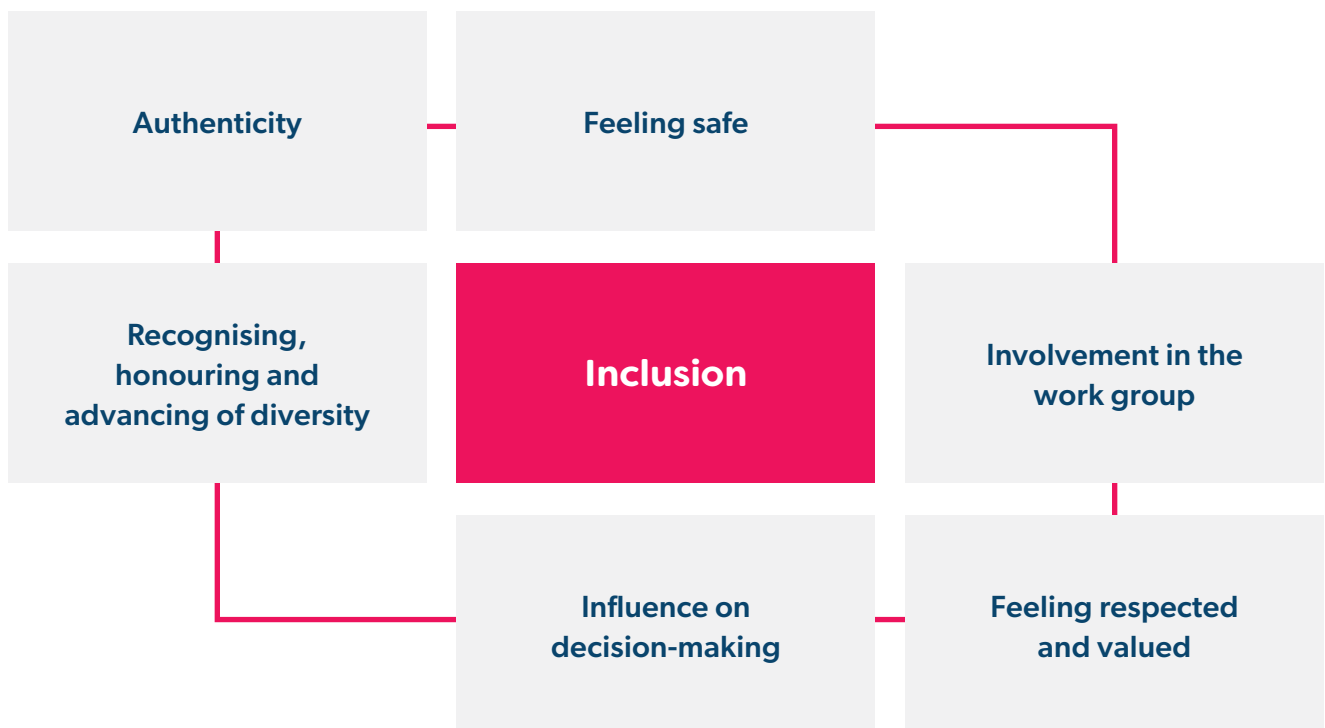 Authenticity
Feeling safe
Recognising,
honouring and
advancing of diversity
Inclusion
Involvement in the
work group
Influence on
decision-making
Feeling respected
and valued